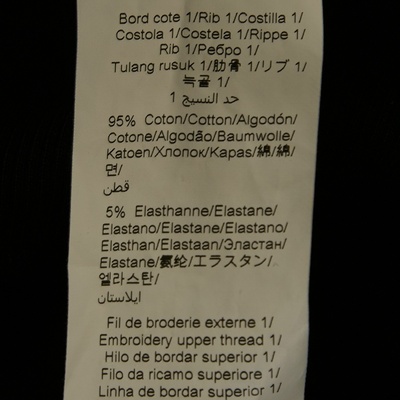 Bord cote 1/Rib 1/Costilla 1/
Costola 1/Costela 1/Rippe 1/
Rib 1/Ребро 1/
Tulang rusuk 1/肋骨 1/リブ 1/
늑골 1/
حد النسيج 1
95% Coton/Cotton/Algodón/
Cotone/Algodão/Baumwolle/
Katoen/Хлопок/Kapas/綿/綿/
면/
قطن
5% Elasthanne/Elastane/
Elastano/Elastane/Elastano/
Elasthan/Elastaan/Эластан/
Elastane/氨纶/エラスタン/
엘라스탄/
ايلاستان
Fil de broderie externe 1/
Embroidery upper thread 1/
Hilo de bordar superior 1/
Filo da ricamo superiore 1/
Linha de bordar superior 1/